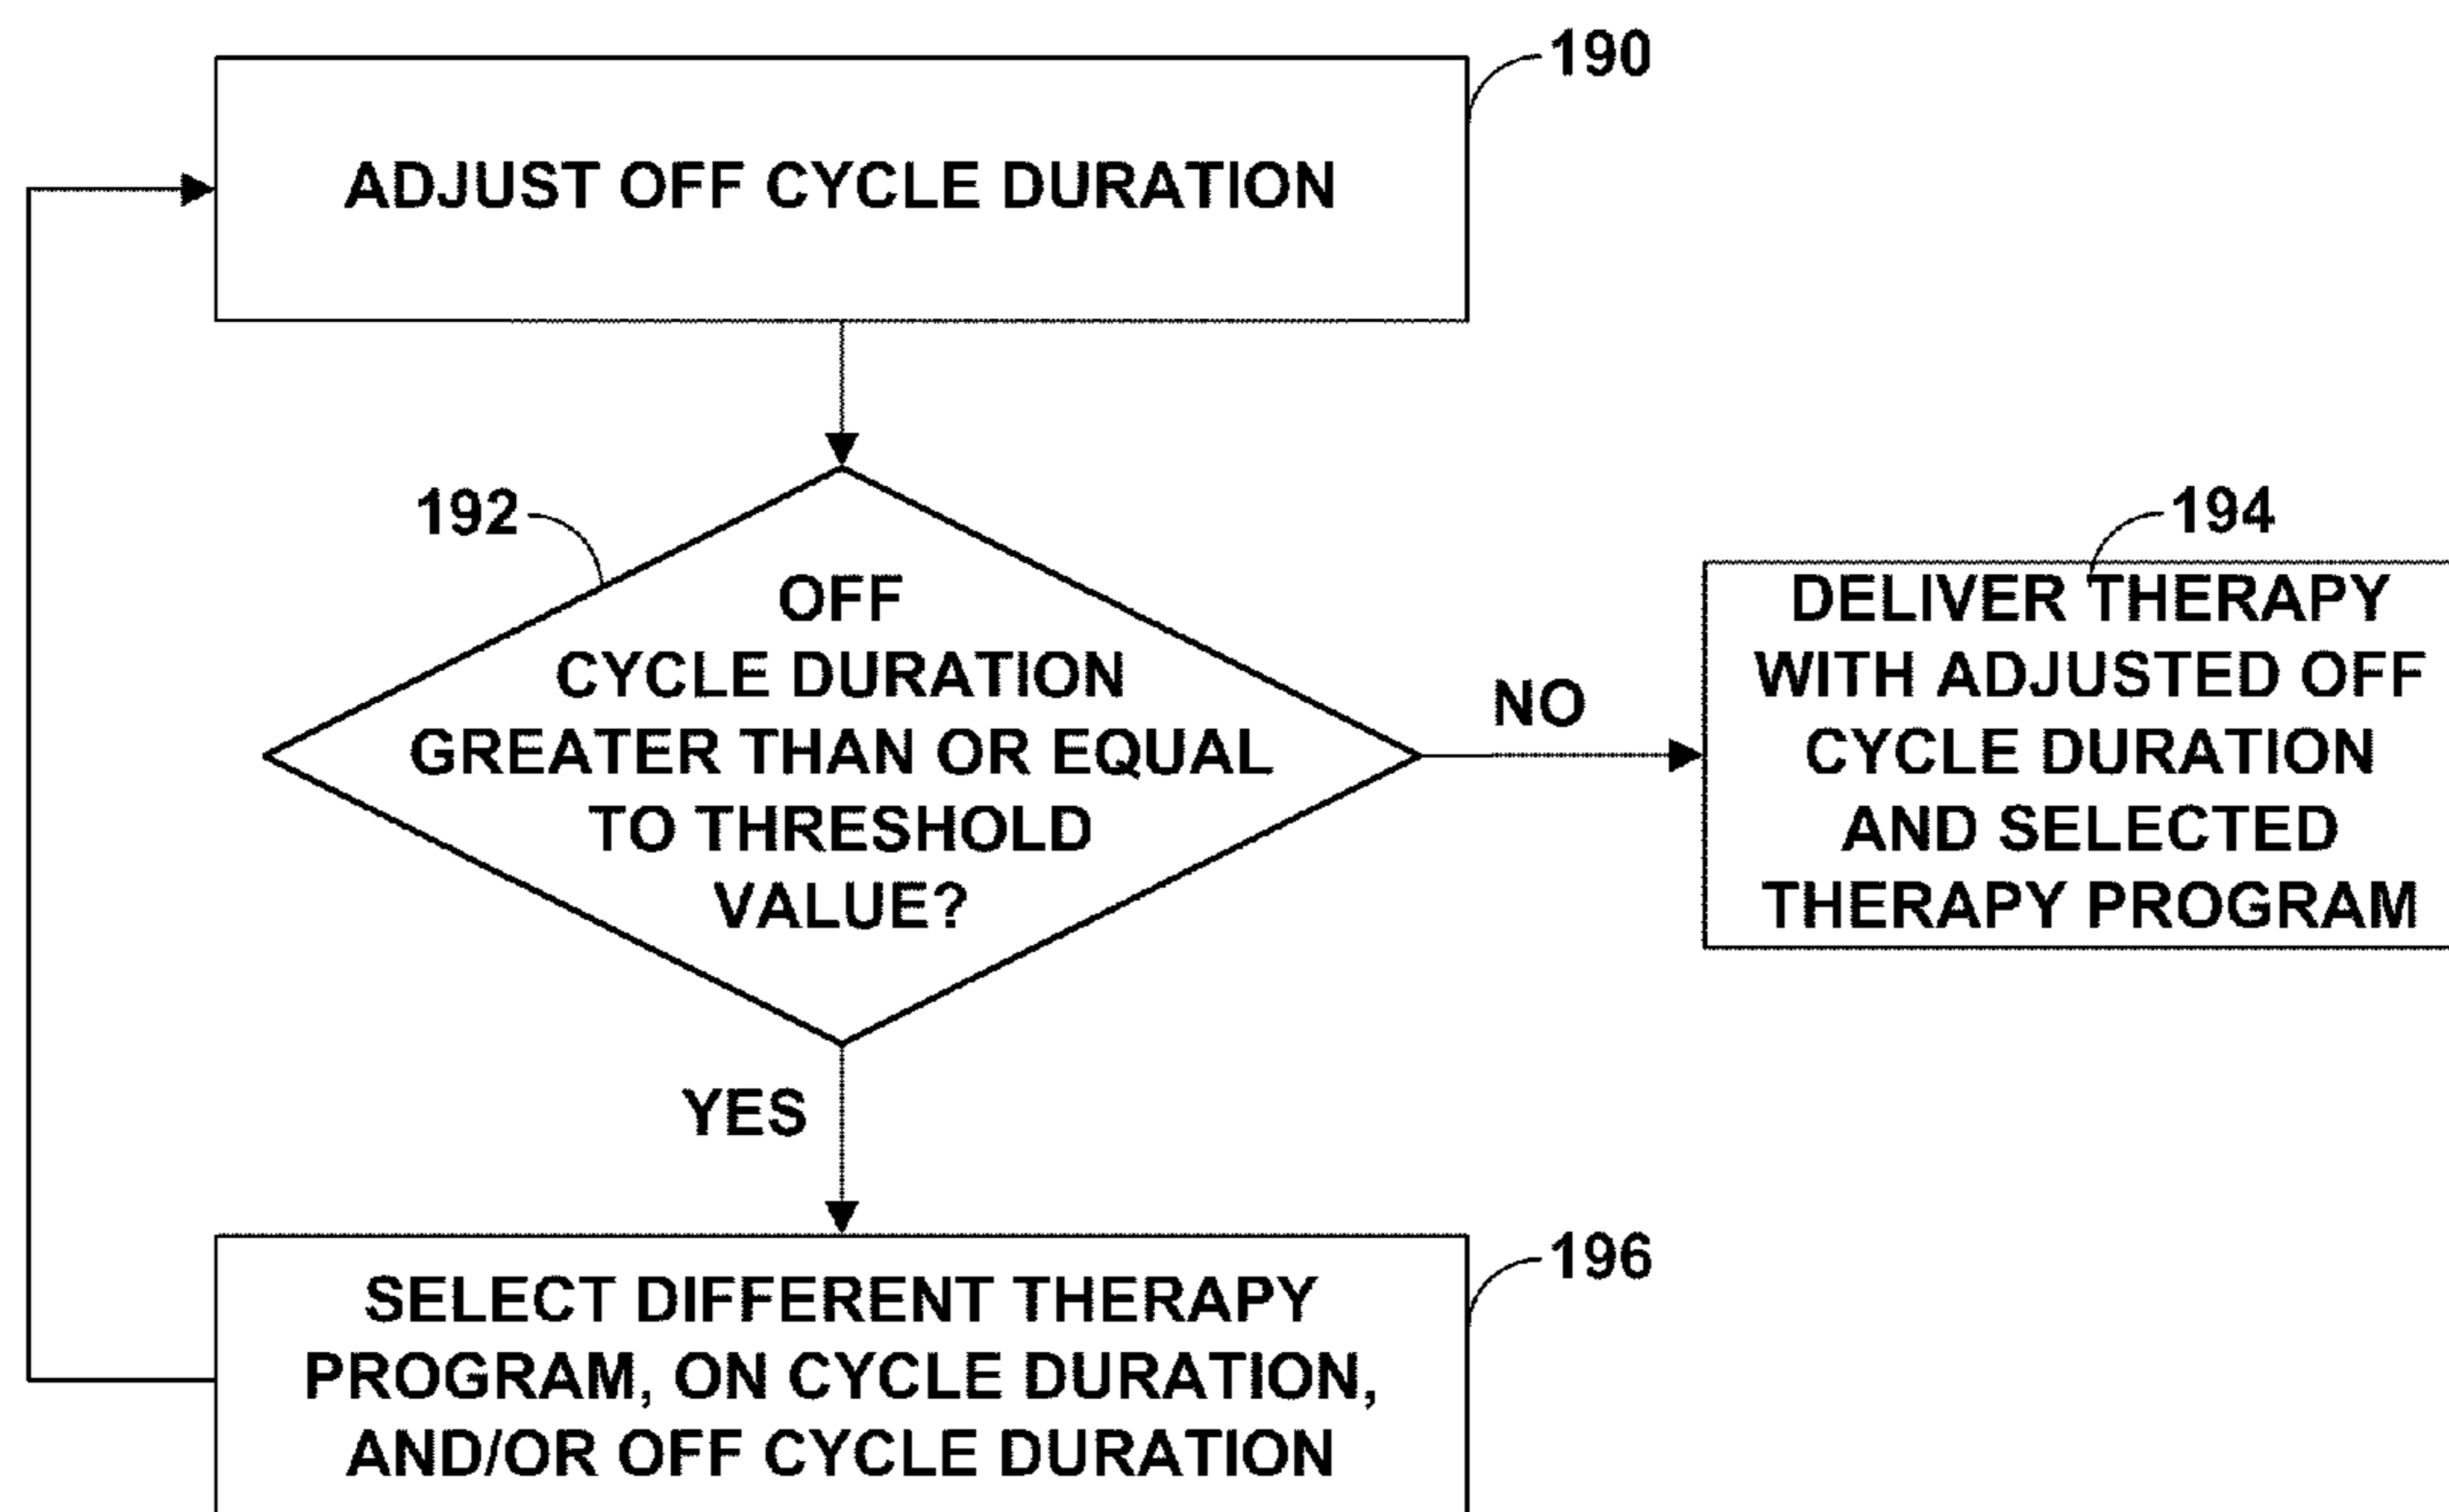 190
ADJUST OFF CYCLE DURATION
192
OFF
CYCLE DURATION
GREATER THAN OR EQUAL
TO THRESHOLD
VALUE?
NO
194
DELIVER THERAPY
WITH ADJUSTED OFF
CYCLE DURATION
AND SELECTED
THERAPY PROGRAM
YES
196
SELECT DIFFERENT THERAPY
PROGRAM, ON CYCLE DURATION,
AND/OR OFF CYCLE DURATION